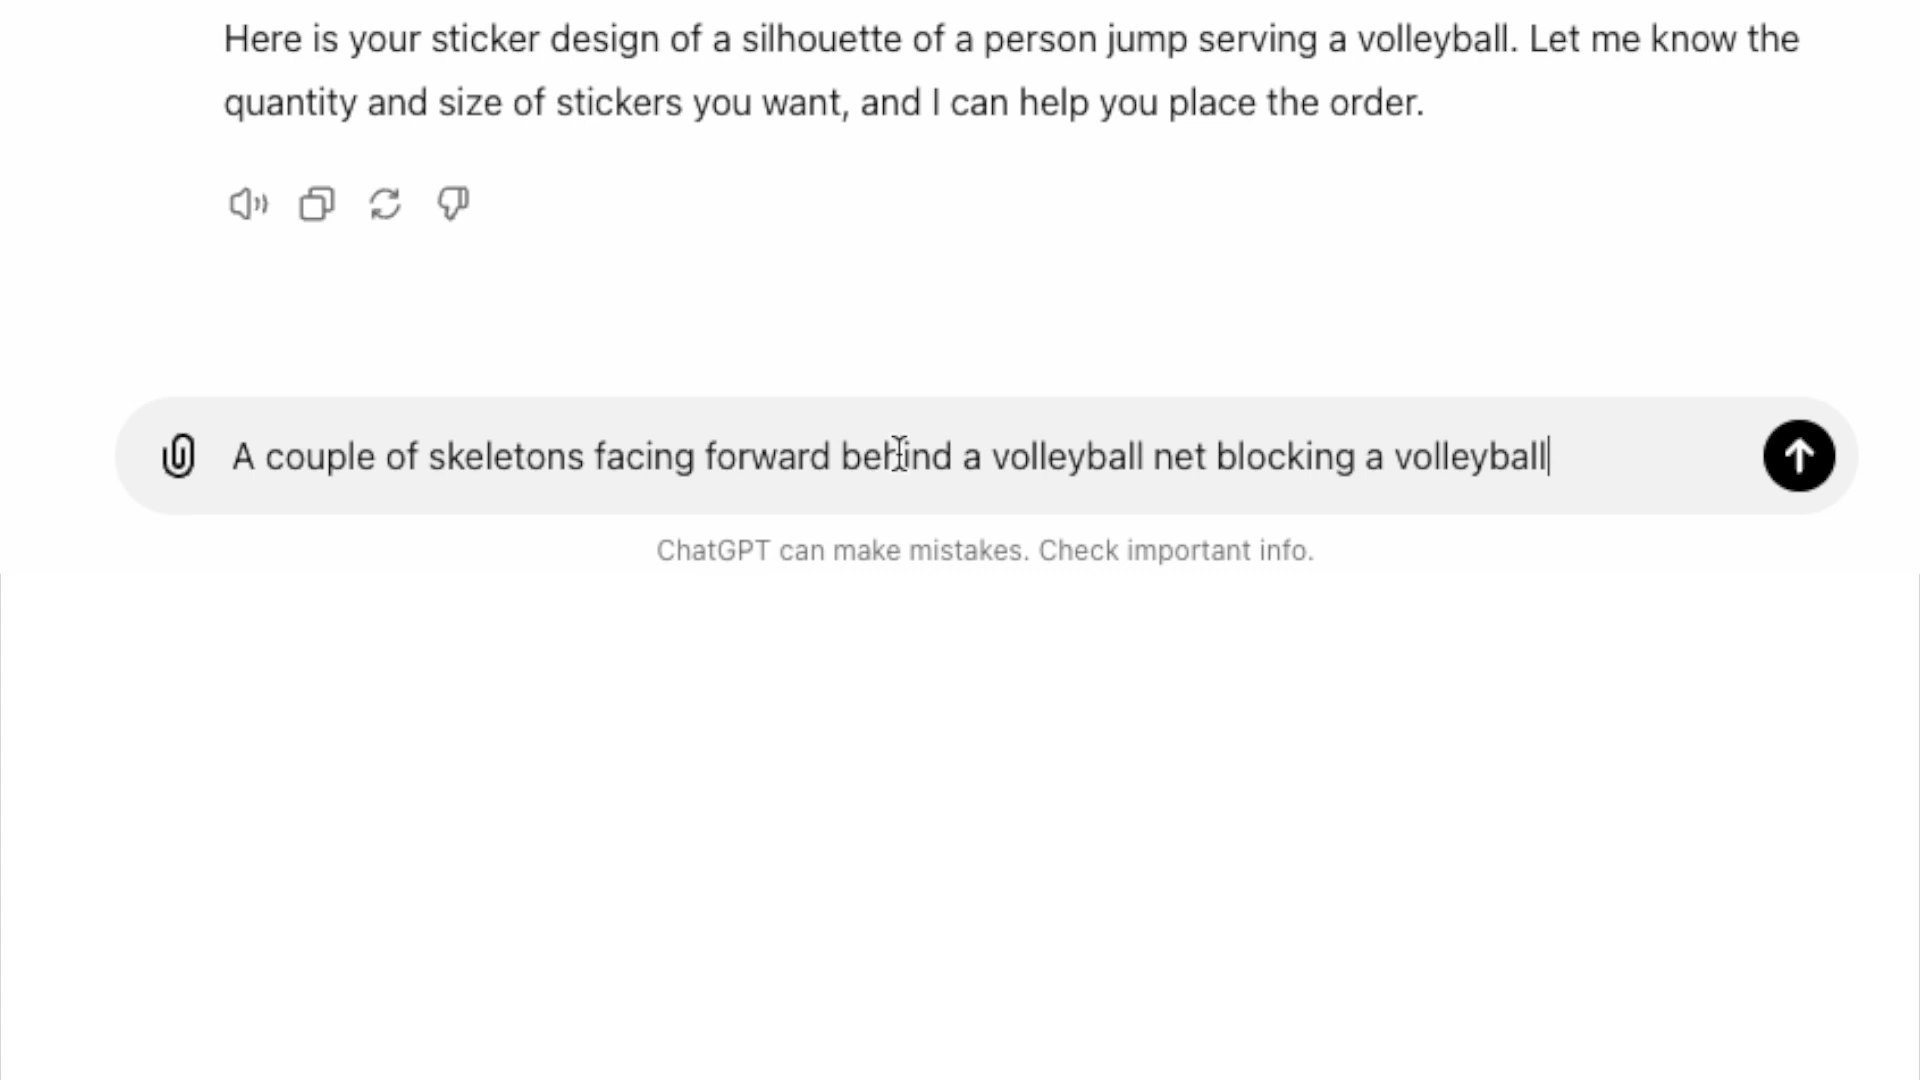 Here is your sticker design of a silhouette of a person jump serving a volleyball. Let me know the
quantity and size of stickers you want, and I can help you place the order.
A couple of skeletons facing forward behind a volleyball net blocking a volleyball
ChatGPT can make mistakes. Check important info.